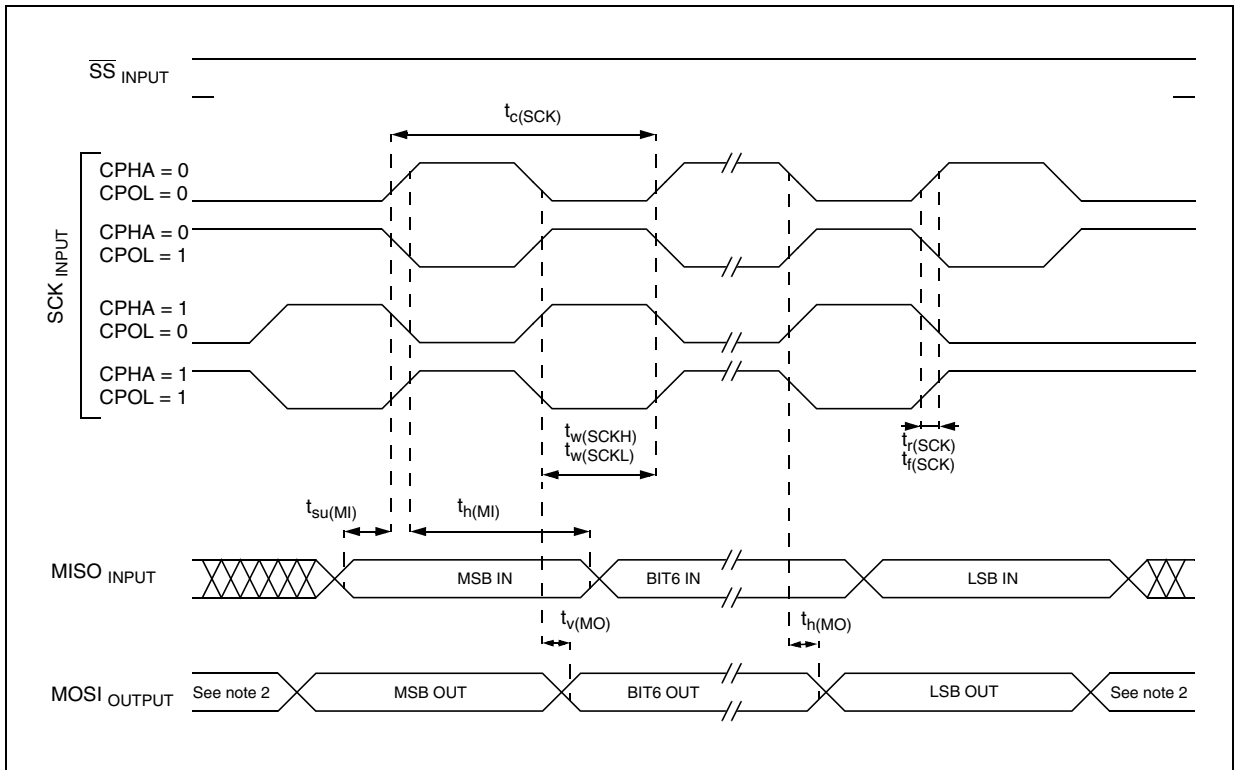 SS INPUT
tc(SCK)
SCK INPUT
CPHA = 0
CPOL = 0
CPHA = 0
CPOL = 1
CPHA = 1
CPOL = 0
CPHA = 1
CPOL = 1
tw(SCKH)
tw(SCKL)
tr(SCK)
tf(SCK)
tsu(MI)
th(MI)
MISO INPUT
MSB IN
BIT6 IN
LSB IN
tv(MO)
th(MO)
MOSI OUTPUT
See note 2
MSB OUT
BIT6 OUT
LSB OUT
See note 2